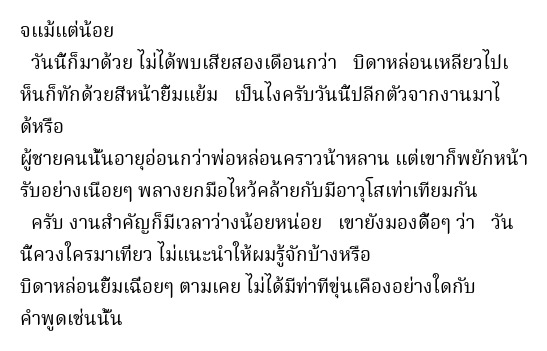 จแม้แต่น้อย
วันนี้ก็มาด้วย ไม่ได้พบเสียสองเดือนกว่า บิดาหล่อนเหลียวไปเ
ห็นก็ทักด้วยสีหน้ายิ้มแย้ม เป็นไงครับวันนี้ปลีกตัวจากงานมาไ
ด้หรือ
ผู้ชายคนนั้นอายุอ่อนกว่าพ่อหล่อนคราวน้าหลาน แต่เขาก็พยักหน้า
รับอย่างเนือยๆ พลางยกมือไหว้คล้ายกับมีอาวุโสเท่าเทียมกัน
ครับ งานสำคัญก็มีเวลาว่างน้อยหน่อย เขายังมองดื้อๆ ว่า วัน
นี้ควงใครมาเที่ยว ไม่แนะนำให้ผมรู้จักบ้างหรือ
บิดาหล่อนยิ้มเฉื่อยๆ ตามเคย ไม่ได้มีท่าทีขุ่นเคืองอย่างใดกับ
คำพูดเช่นนั้น